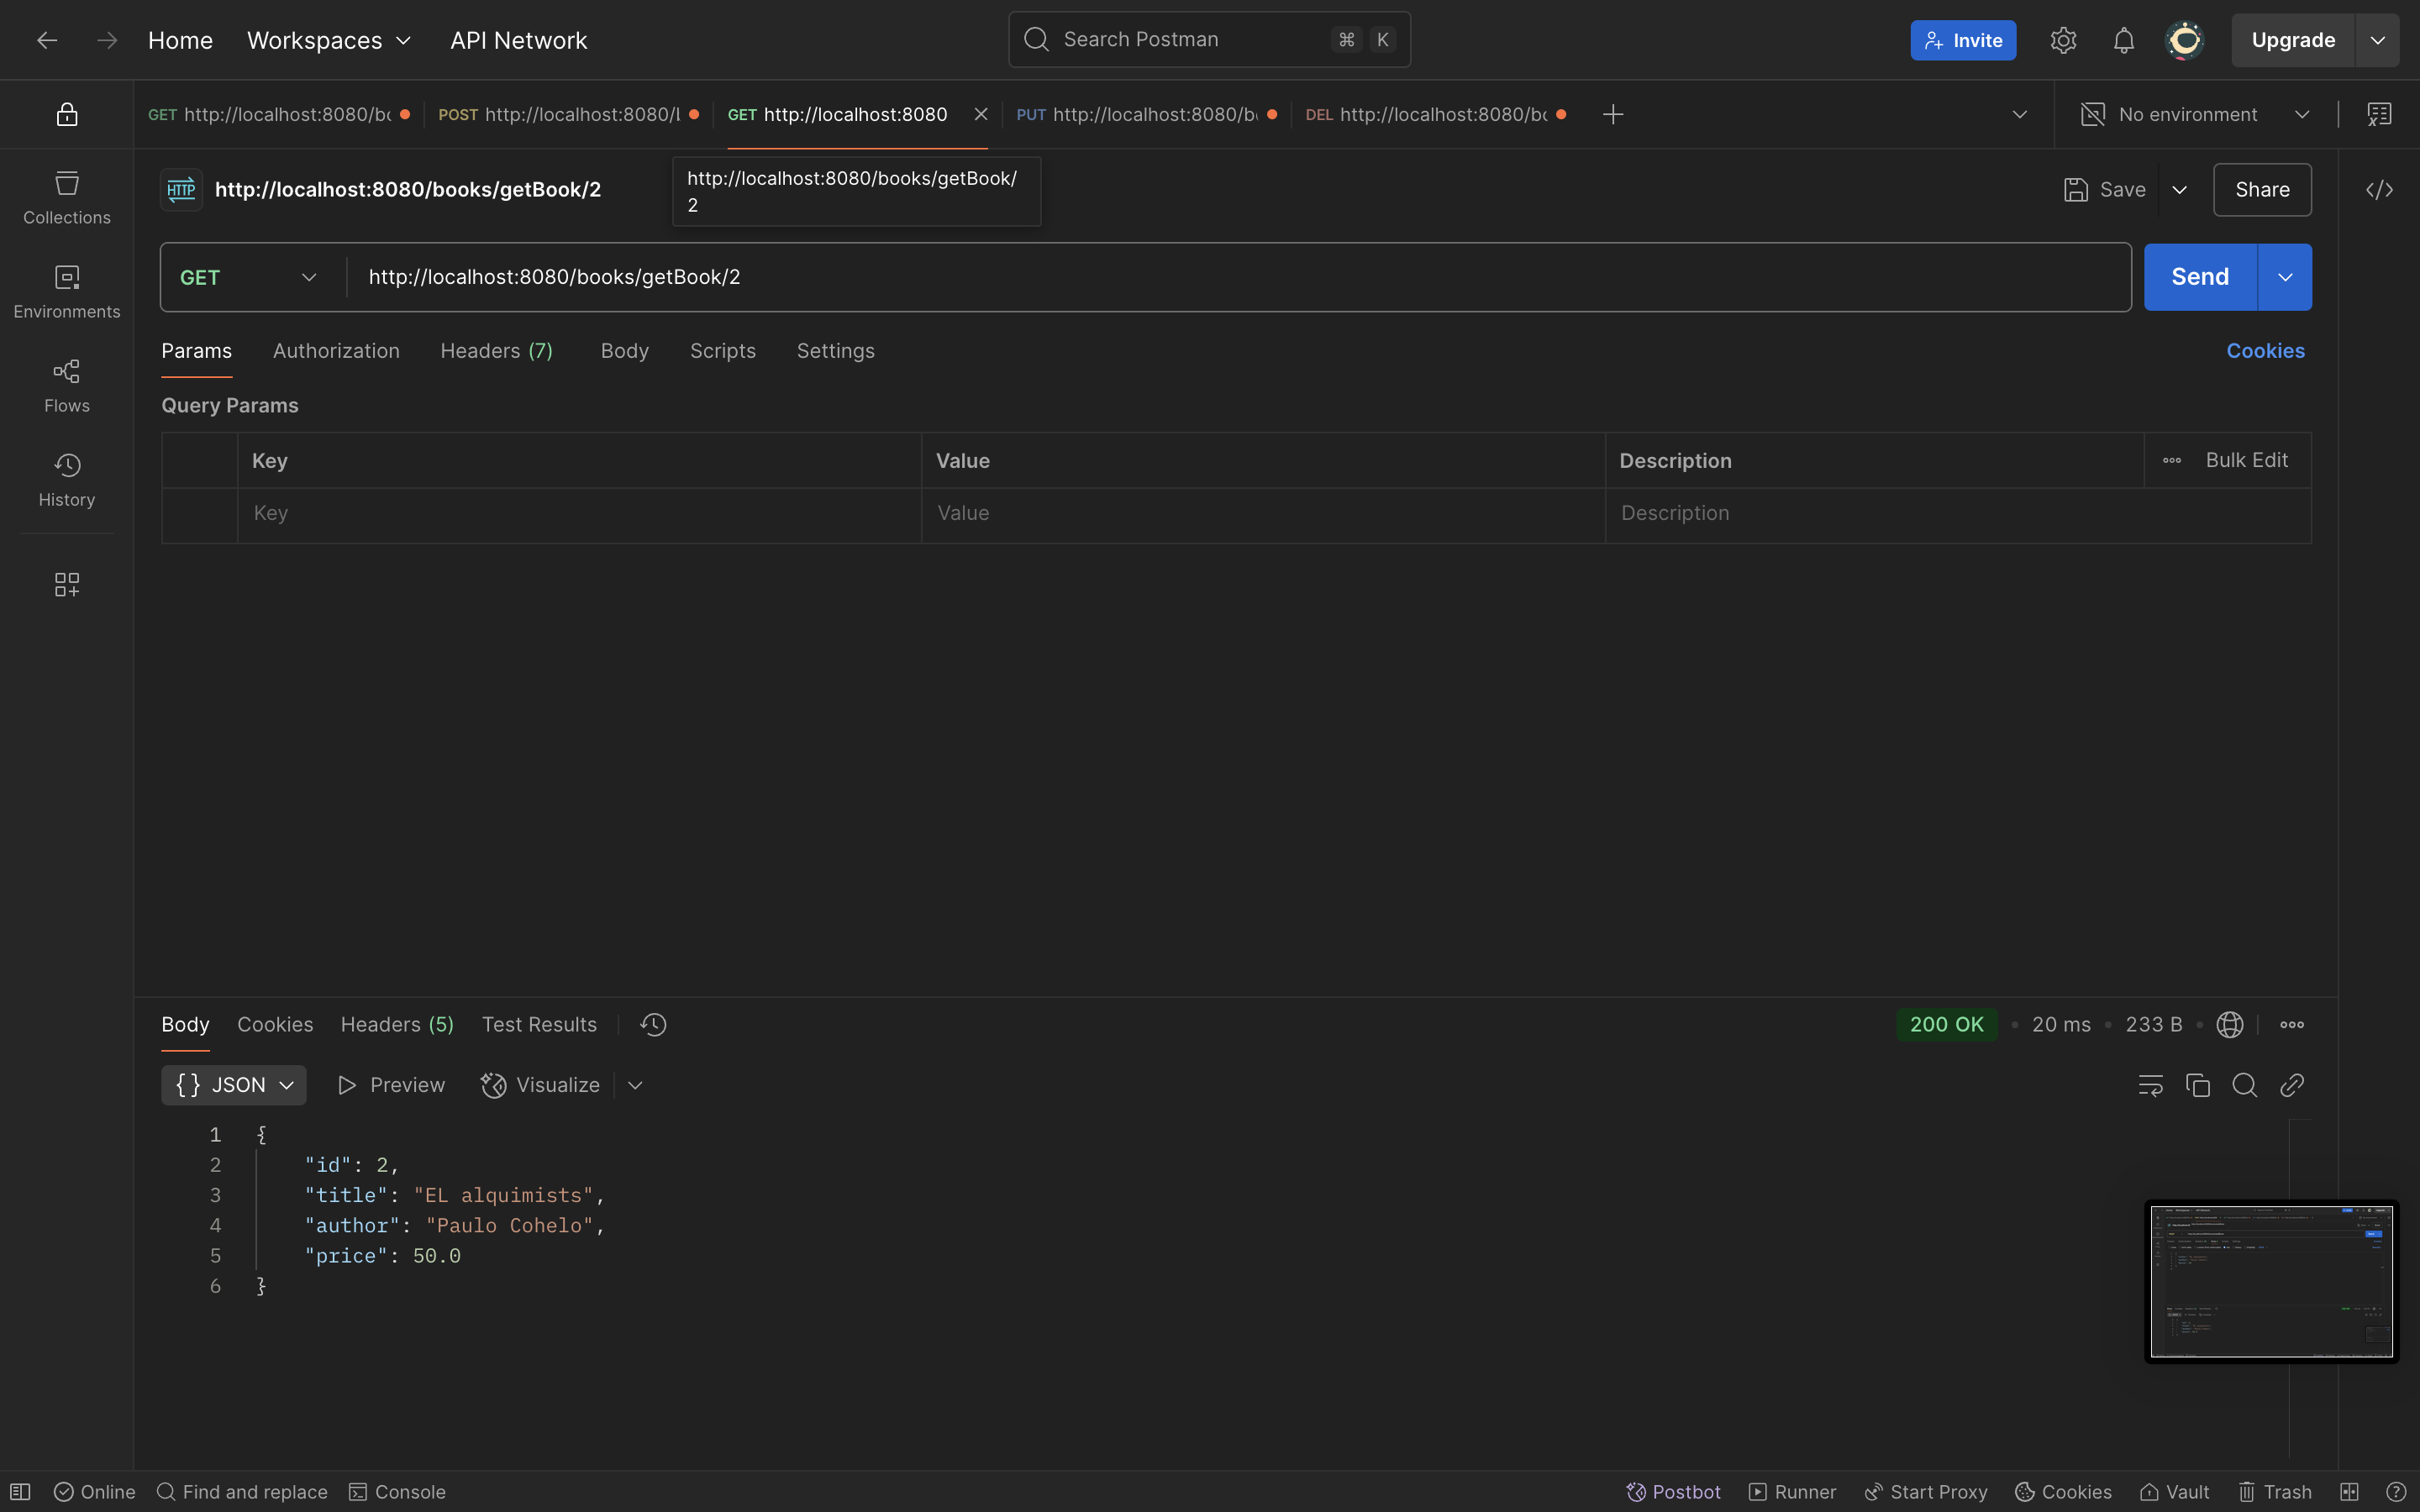 Home Workspaces API Network Search Postman ⌘ K Invite Upgrade
GET http://localhost:8080/bo POST http://localhost:8080/ GET http://localhost:8080 PUT http://localhost:8080/b DEL http://localhost:8080/bo No environment
HTTP http://localhost:8080/books/getBook/2 Save Share
http://localhost:8080/books/getBook/
2
GET http://localhost:8080/books/getBook/2 Send
Params Authorization Headers (7) Body Scripts Settings Cookies
Query Params
Key Value Description Bulk Edit
Key Value Description
Collections
Environments
Flows
History
Body Cookies Headers (5) Test Results 200 OK 20 ms 233 B
{} JSON Preview Visualize
1 {
2 "id": 2,
3 "title": "EL alquimists",
4 "author": "Paulo Cohelo",
5 "price": 50.0
6 }
Online Find and replace Console Postbot Runner Start Proxy Cookies Vault Trash